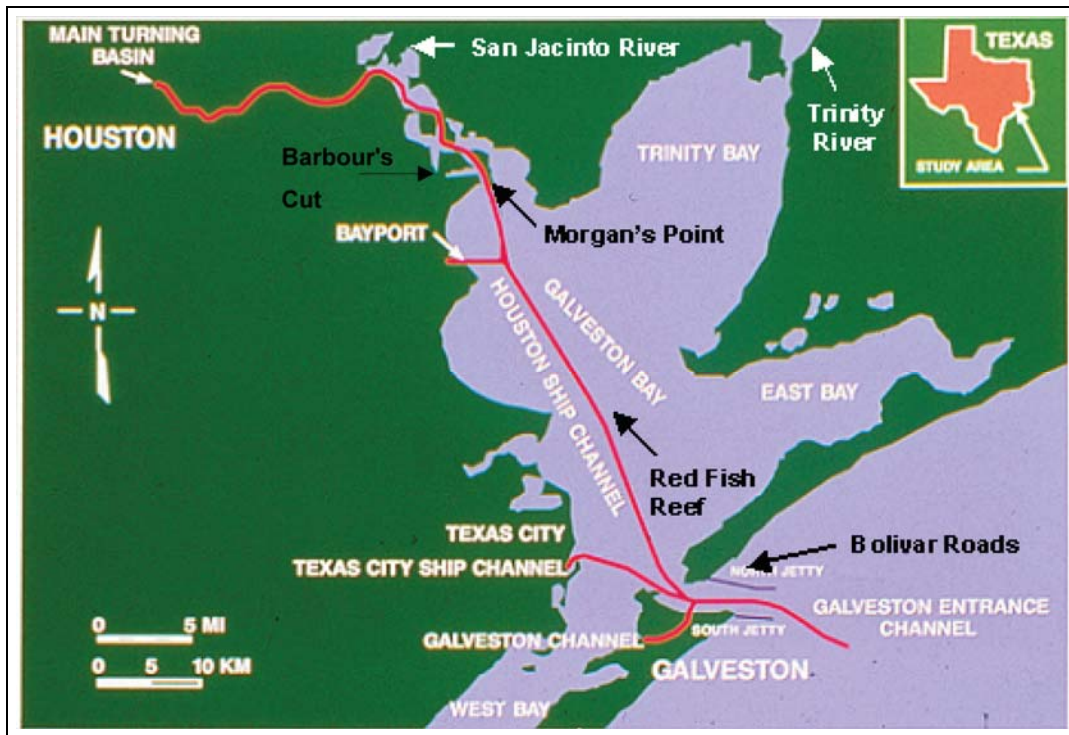 MAIN TURNING
BASIN
San Jacinto River
TEXAS
STUDY AREA
Trinity
River
HOUSTON
TRINITY BAY
Barbour's
Cut
Morgan's Point
BAYPORT
N
HOUSTON SHIP CHANNEL
GALVESTON BAY
EAST BAY
Red Fish
Reef
TEXAS CITY
TEXAS CITY SHIP CHANNEL
Bolivar Roads
NORTH JETTY
GALVESTON ENTRANCE
CHANNEL
SOUTH JETTY
GALVESTON CHANNEL
GALVESTON
0 5 MI
0 5 10 KM
WEST BAY